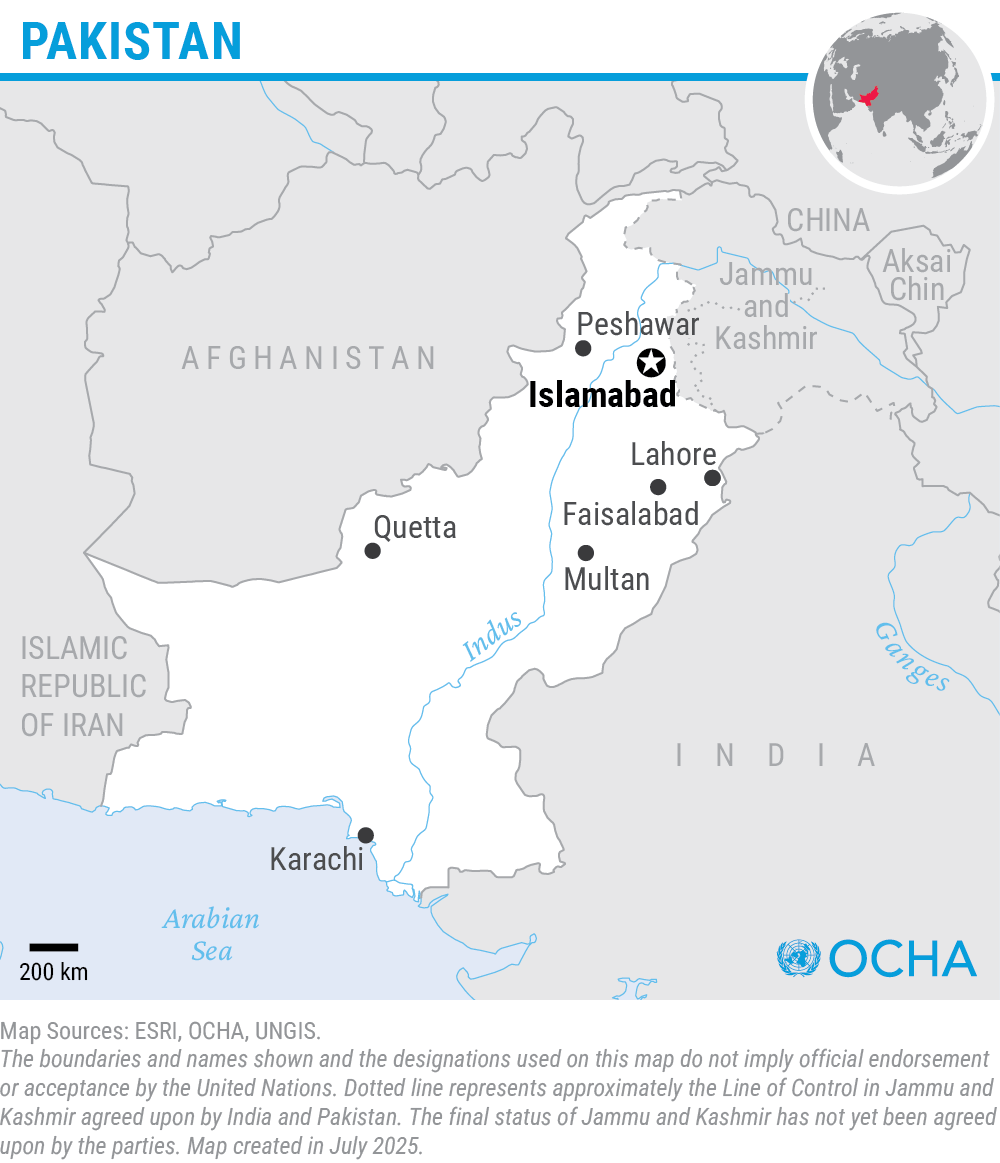 PAKISTAN
CHINA
Aksai
Chin
Jammu
and
Kashmir
Peshawar
AFGHANISTAN
Islamabad
Lahore
Faisalabad
Quetta
Multan
Indus
Ganges
ISLAMIC
REPUBLIC
OF IRAN
INDIA
Karachi
Arabian
Sea
200 km
OCHA
Map Sources: ESRI, OCHA, UNGIS.
The boundaries and names shown and the designations used on this map do not imply official endorsement
or acceptance by the United Nations. Dotted line represents approximately the Line of Control in Jammu and
Kashmir agreed upon by India and Pakistan. The final status of Jammu and Kashmir has not yet been agreed
upon by the parties. Map created in July 2025.